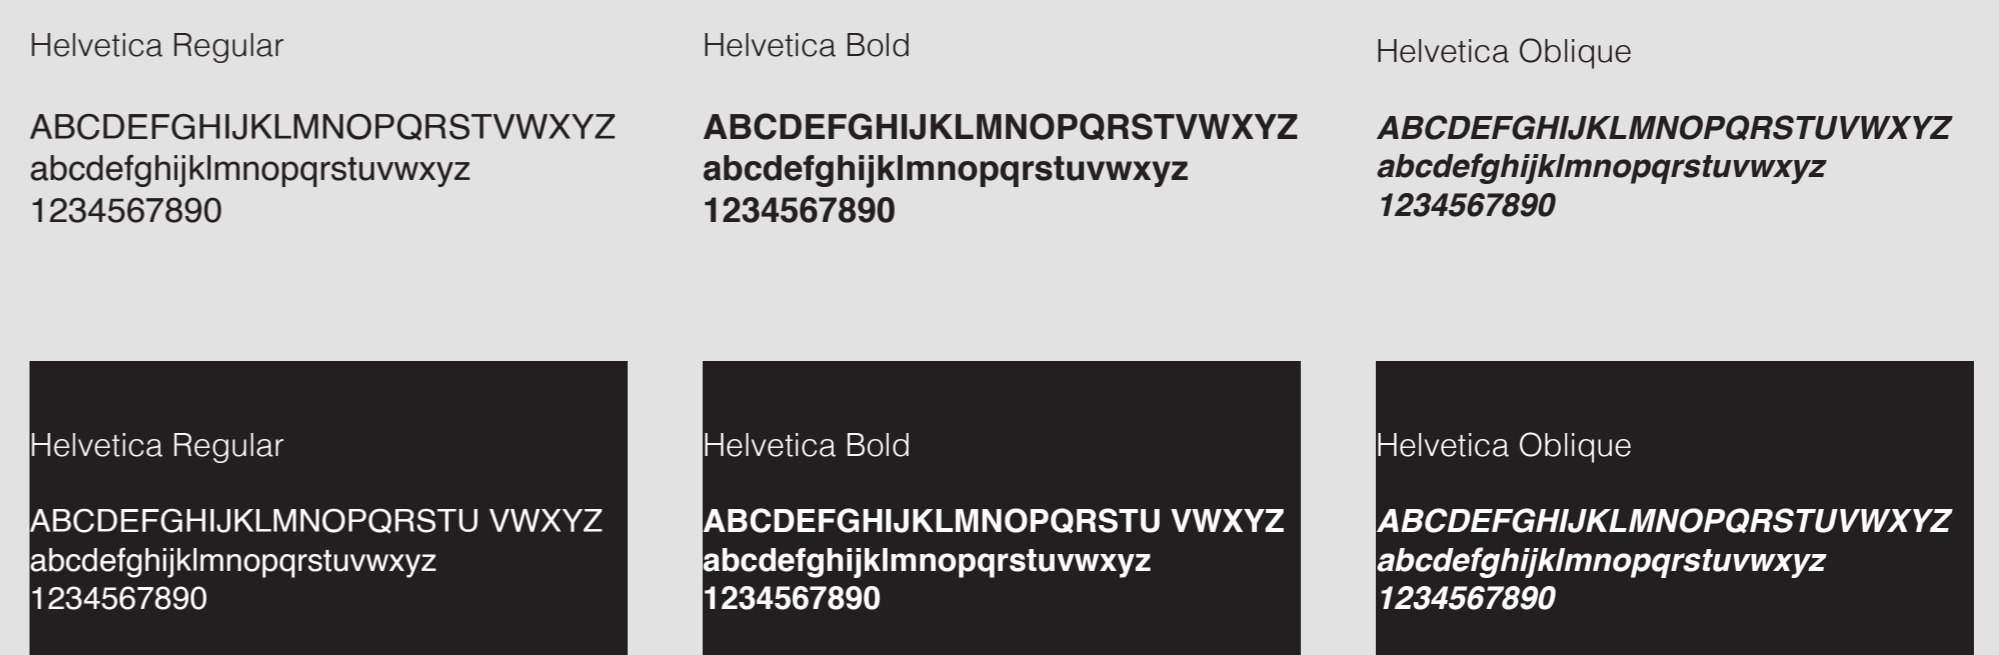 Helvetica Regular
ABCDEFGHIJKLMNOPQRSTVWXYZ
abcdefghijklmnopqrstuvwxyz
1234567890
Helvetica Bold
ABCDEFGHIJKLMNOPQRSTVWXYZ
abcdefghijklmnopqrstuvwxyz
1234567890
Helvetica Oblique
ABCDEFGHIJKLMNOPQRSTUVWXYZ
abcdefghijklmnopqrstuvwxyz
1234567890
Helvetica Regular
ABCDEFGHIJKLMNOPQRSTU VWXYZ
abcdefghijklmnopqrstuvwxyz
1234567890
Helvetica Bold
ABCDEFGHIJKLMNOPQRSTU VWXYZ
abcdefghijklmnopqrstuvwxyz
1234567890
Helvetica Oblique
ABCDEFGHIJKLMNOPQRSTUVWXYZ
abcdefghijklmnopqrstuvwxyz
1234567890